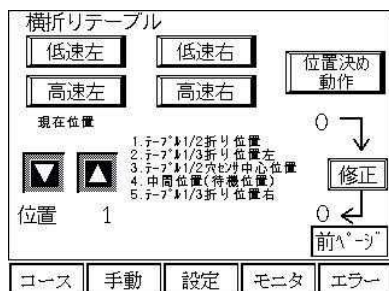 横折りテーブル
低速左
低速右
位置決め
動作
高速左
高速右
現在位置
0
1.テーブル1/2折り位置
2.テーブル1/3折り位置左
3.テーブル1/2穴センサ中心位置
4.中間位置(待機位置)
5.テーブル1/3折り位置右
修正
位置 1
0
前ページ
コース
手動
設定
モニタ
エラー